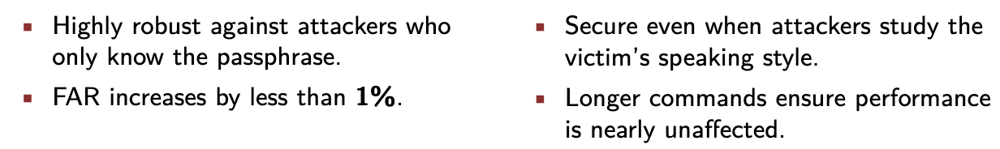 ▪ Highly robust against attackers who
only know the passphrase.
▪ FAR increases by less than 1%.
▪ Secure even when attackers study the
victim's speaking style.
▪ Longer commands ensure performance
is nearly unaffected.